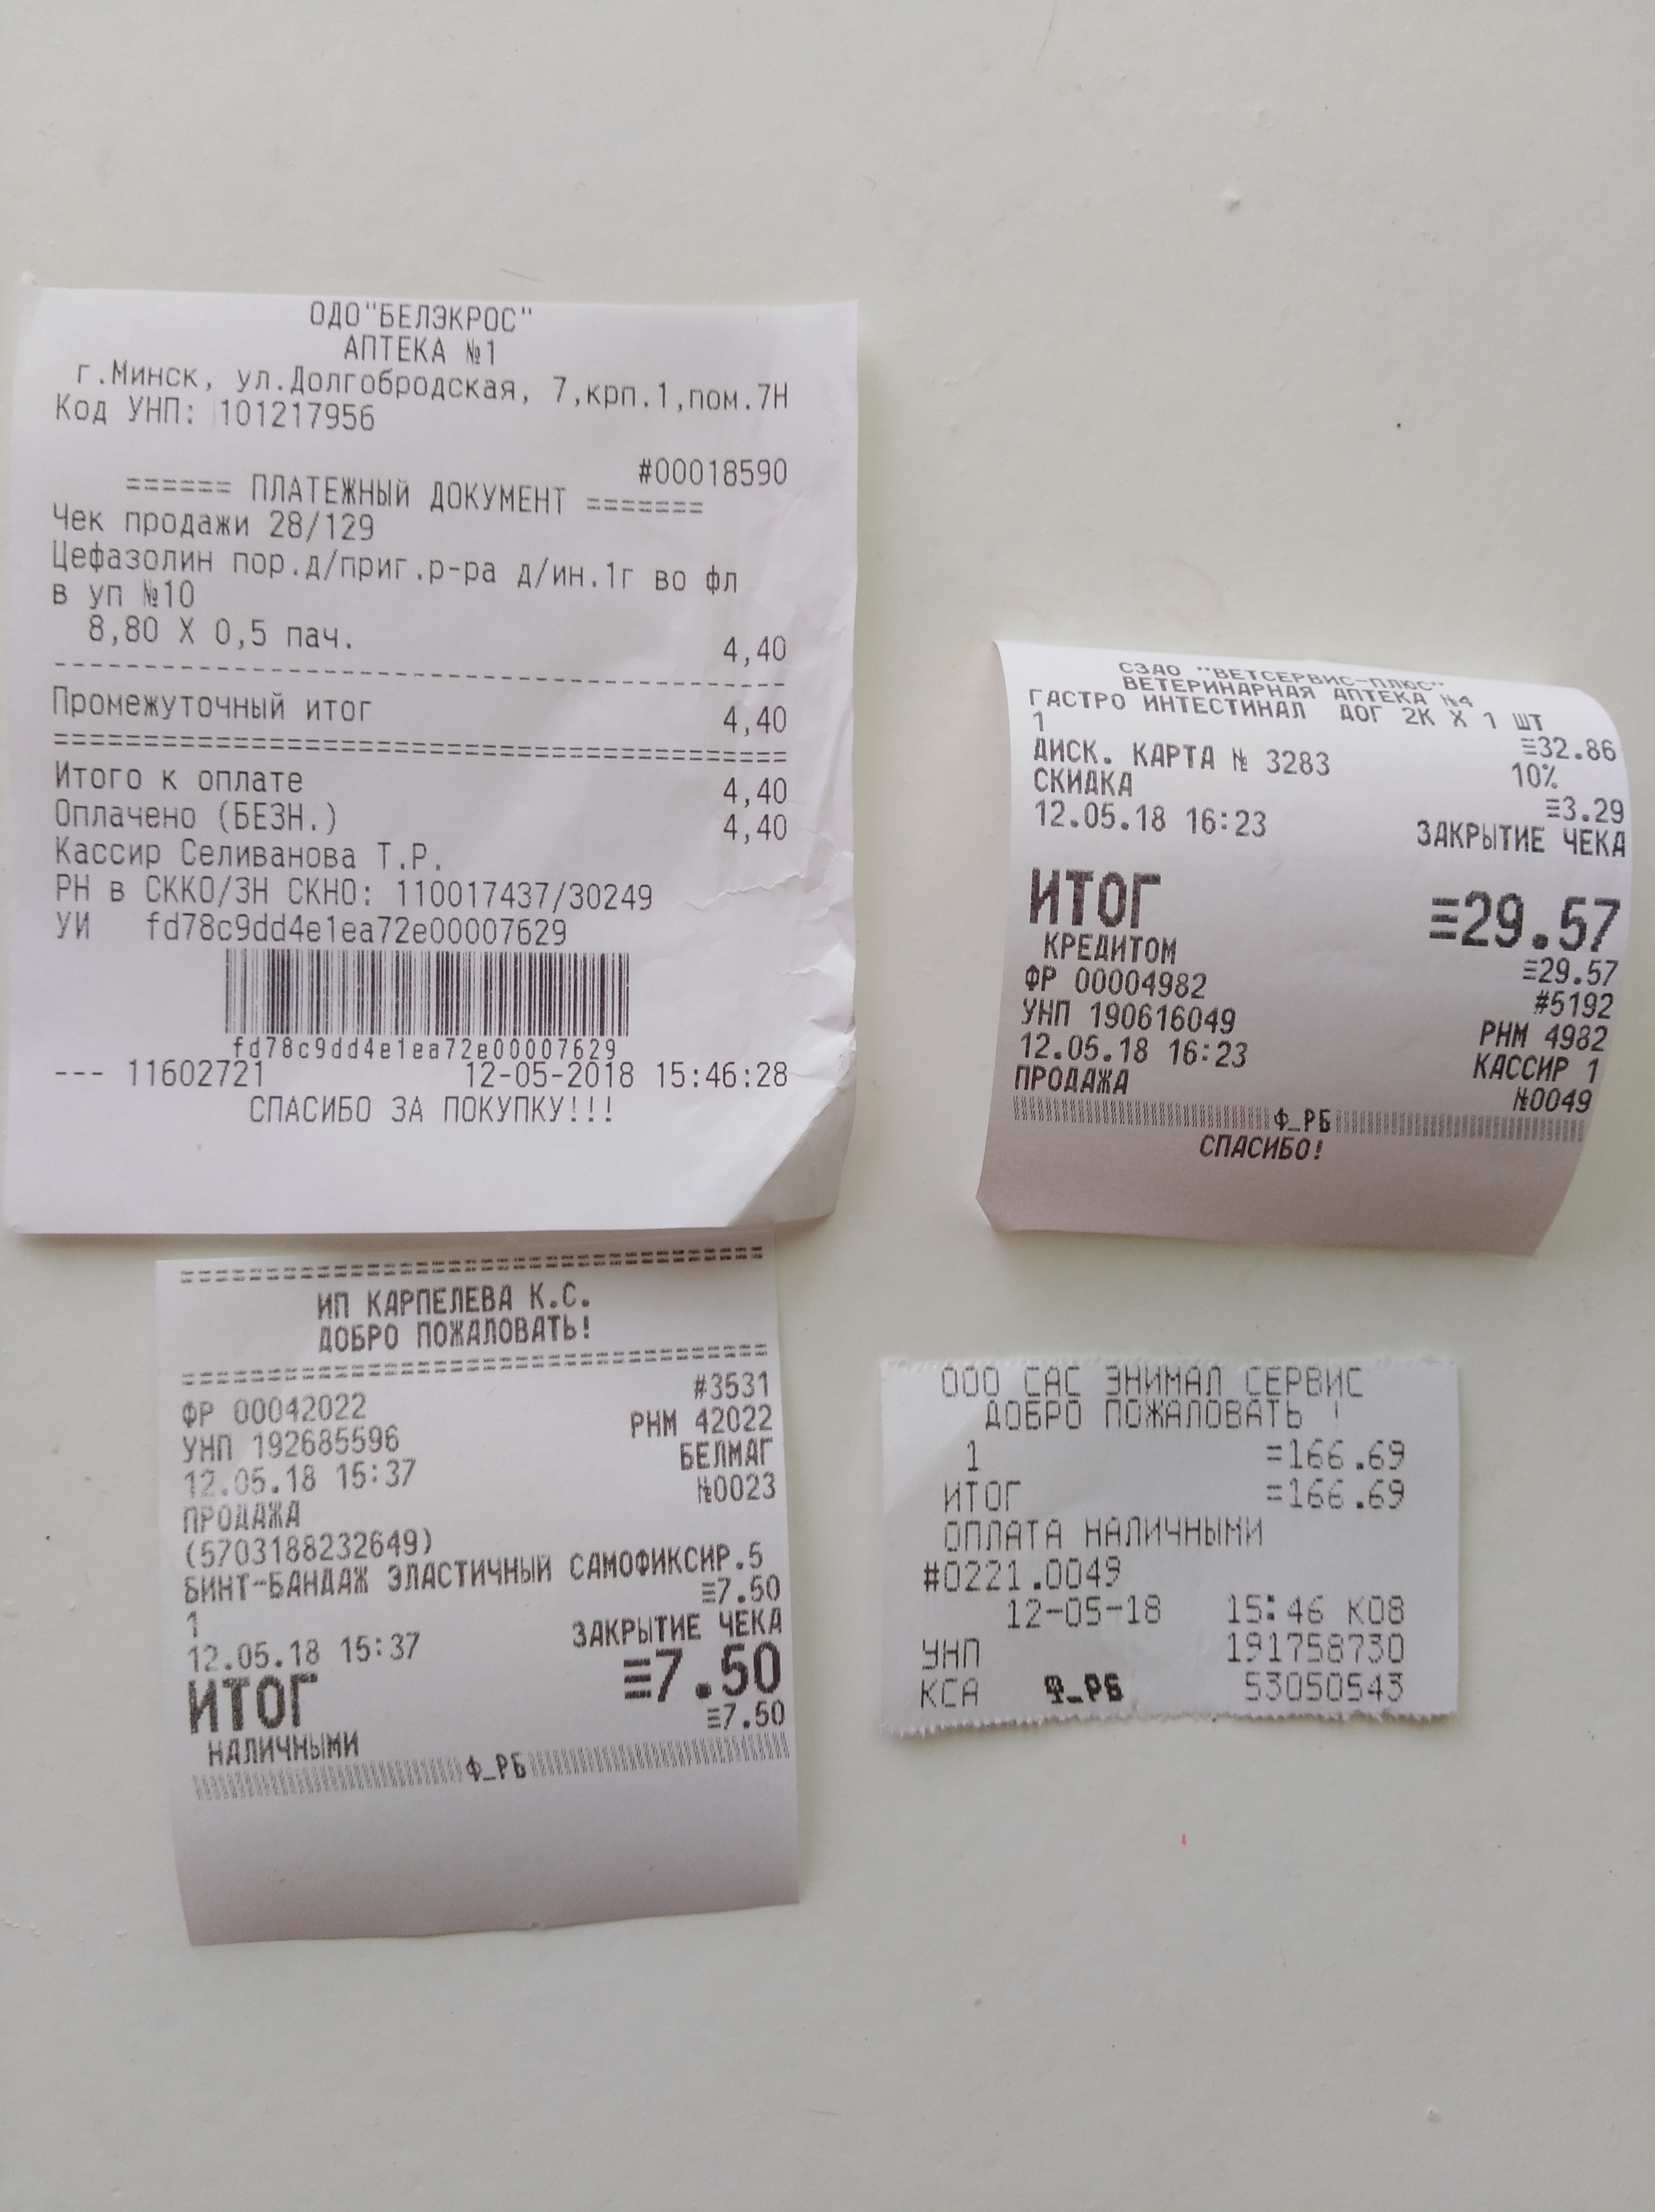 ОДО"БЕЛЭКРОС"
АПТЕКА №1
г.Минск, ул.Долгобродская, 7,крп.1,пом.7Н
Код УНП: 101217956
#00018590
====== ПЛАТЕЖНЫЙ ДОКУМЕНТ =======
Чек продажи 28/129
Цефазолин пор.д/приг.р-ра д/ин.1г во фл
в уп №10
8,80 X 0,5 пач. 4,40
Промежуточный итог 4,40
Итого к оплате 4,40
Оплачено (БЕЗН.) 4,40
Кассир Селиванова Т.Р.
РН в СККО/ЗН СКНО: 110017437/30249
УИ fd78c9dd4e1ea72e00007629
fd78c9dd4e1ea72e00007629
--- 11602721 12-05-2018 15:46:28
СПАСИБО ЗА ПОКУПКУ!!!
СЗАО "ВЕТСЕРВИС-ПЛЮС"
ВЕТЕРИНАРНАЯ АПТЕКА №4
ГАСТРО ИНТЕСТИНАЛ ДОГ 2К X 1 ШТ
1 ≡32.86
ДИСК. КАРТА № 3283 10%
СКИДКА ≡3.29
12.05.18 16:23 ЗАКРЫТИЕ ЧЕКА
ИТОГ ≡29.57
КРЕДИТОМ ≡29.57
ФР 00004982 #5192
УНП 190616049 РНМ 4982
12.05.18 16:23 КАССИР 1
ПРОДАЖА №0049
Ф_РБ
СПАСИБО!
ИП КАРПЕЛЕВА К.С.
ДОБРО ПОЖАЛОВАТЬ!
#3531
ФР 00042022 РНМ 42022
УНП 192685596 БЕЛМАГ
12.05.18 15:37 №0023
ПРОДАЖА
(5703188232649)
БИНТ-БАНДАЖ ЭЛАСТИЧНЫЙ САМОФИКСИР.5
1 ≡7.50
12.05.18 15:37 ЗАКРЫТИЕ ЧЕКА
ИТОГ ≡7.50
НАЛИЧНЫМИ ≡7.50
Ф_РБ
ООО САС ЭНИМАЛ СЕРВИС
ДОБРО ПОЖАЛОВАТЬ !
1 =166.69
ИТОГ =166.69
ОПЛАТА НАЛИЧНЫМИ
#0221.0049
12-05-18 15:46 К08
УНП 191758730
КСА Ф_РБ 53050543